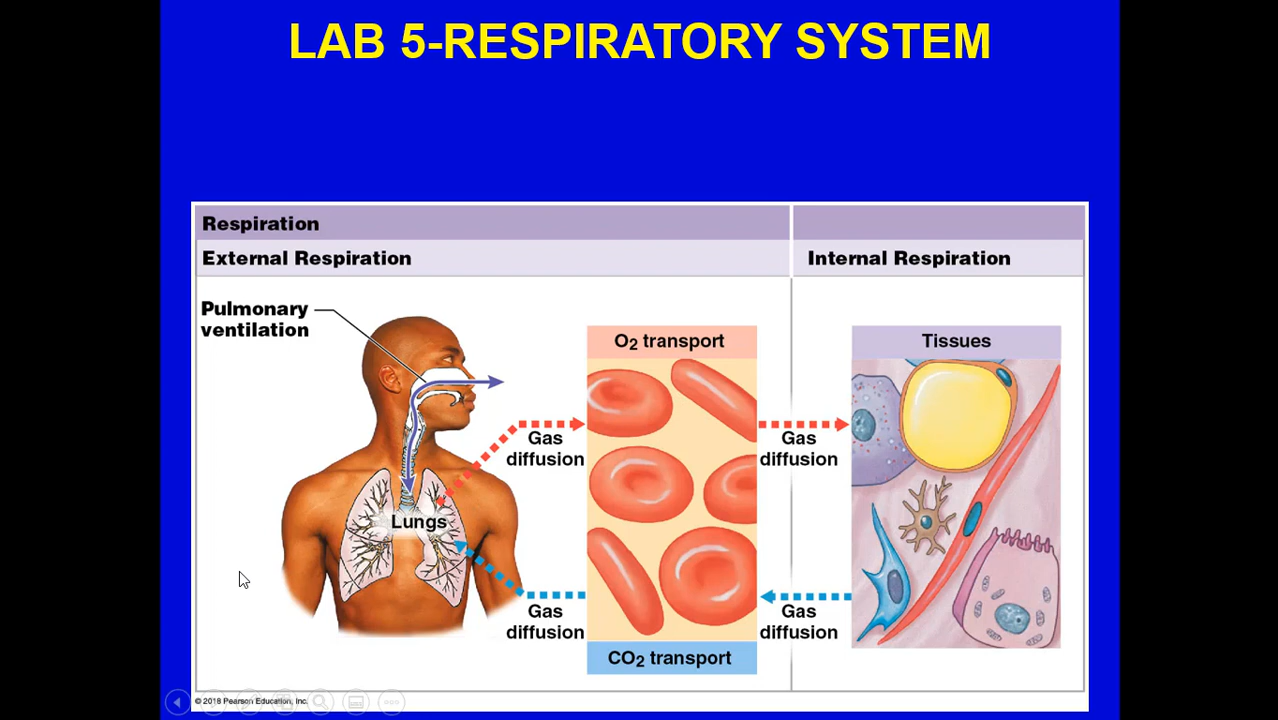 LAB 5-RESPIRATORY SYSTEM
Respiration
External Respiration
Internal Respiration
Pulmonary
ventilation
O2 transport
Tissues
Gas
diffusion
Gas
diffusion
Lungs
Gas
diffusion
Gas
diffusion
CO2 transport
© 2018 Pearson Education, Inc.